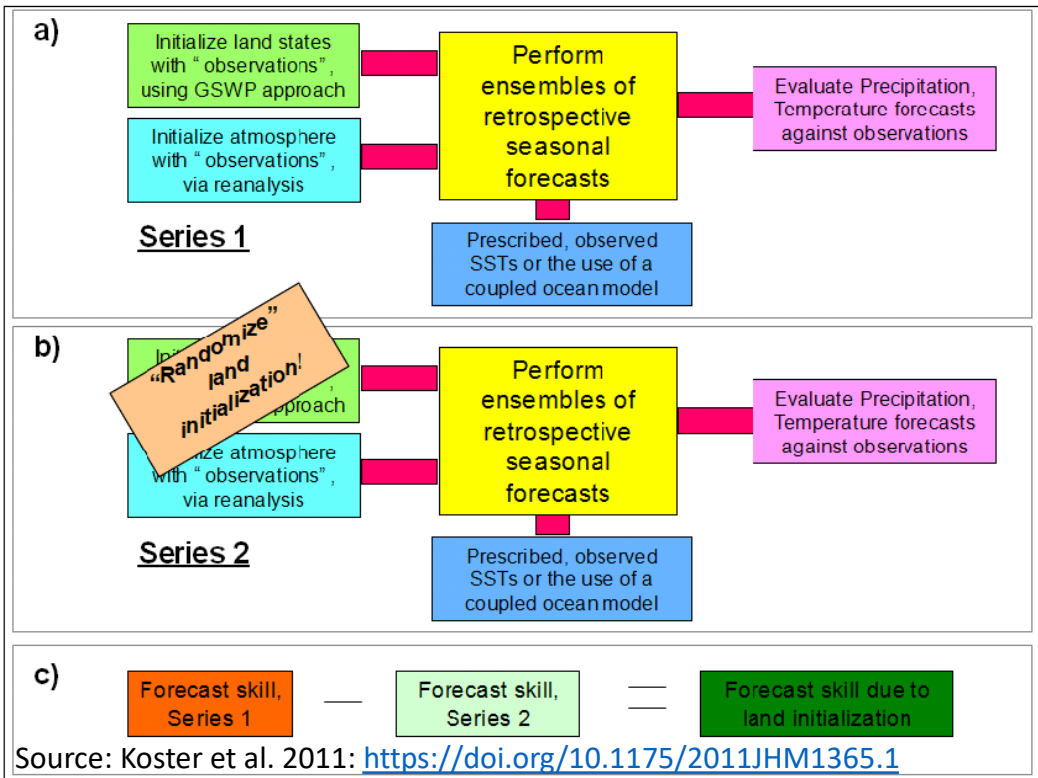 a)
Initialize land states
with “ observations” ,
using GSWP approach
Initialize atmosphere
with “ observations” ,
via reanalysis
Perform
ensembles of
retrospective
seasonal
forecasts
Evaluate Precipitation,
Temperature forecasts
against observations
Prescribed, observed
SSTs or the use of a
coupled ocean model
Series 1
b)
“Randomize”
land
initialization!
with “ observations” ,
via reanalysis
Perform
ensembles of
retrospective
seasonal
forecasts
Evaluate Precipitation,
Temperature forecasts
against observations
Prescribed, observed
SSTs or the use of a
coupled ocean model
Series 2
c)
Forecast skill,
Series 1
—
Forecast skill,
Series 2
=
Forecast skill due to
land initialization
Source: Koster et al. 2011: https://doi.org/10.1175/2011JHM1365.1